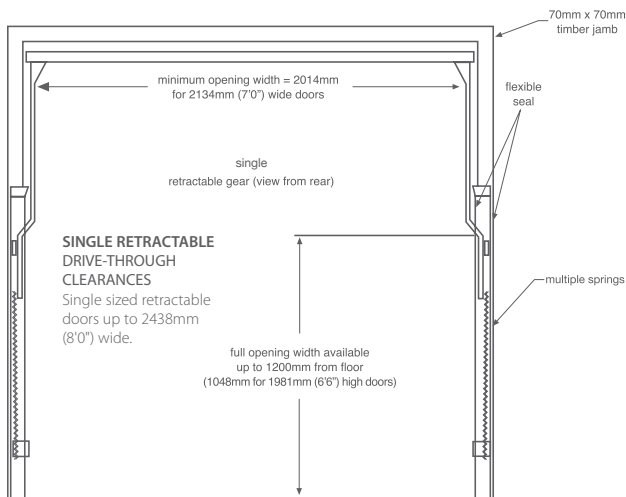 70mm x 70mm
timber jamb
minimum opening width = 2014mm
for 2134mm (7'0") wide doors
flexible
seal
single
retractable gear (view from rear)
SINGLE RETRACTABLE
DRIVE-THROUGH
CLEARANCES
Single sized retractable
doors up to 2438mm
(8'0") wide.
multiple springs
full opening width available
up to 1200mm from floor
(1048mm for 1981mm (6'6") high doors)